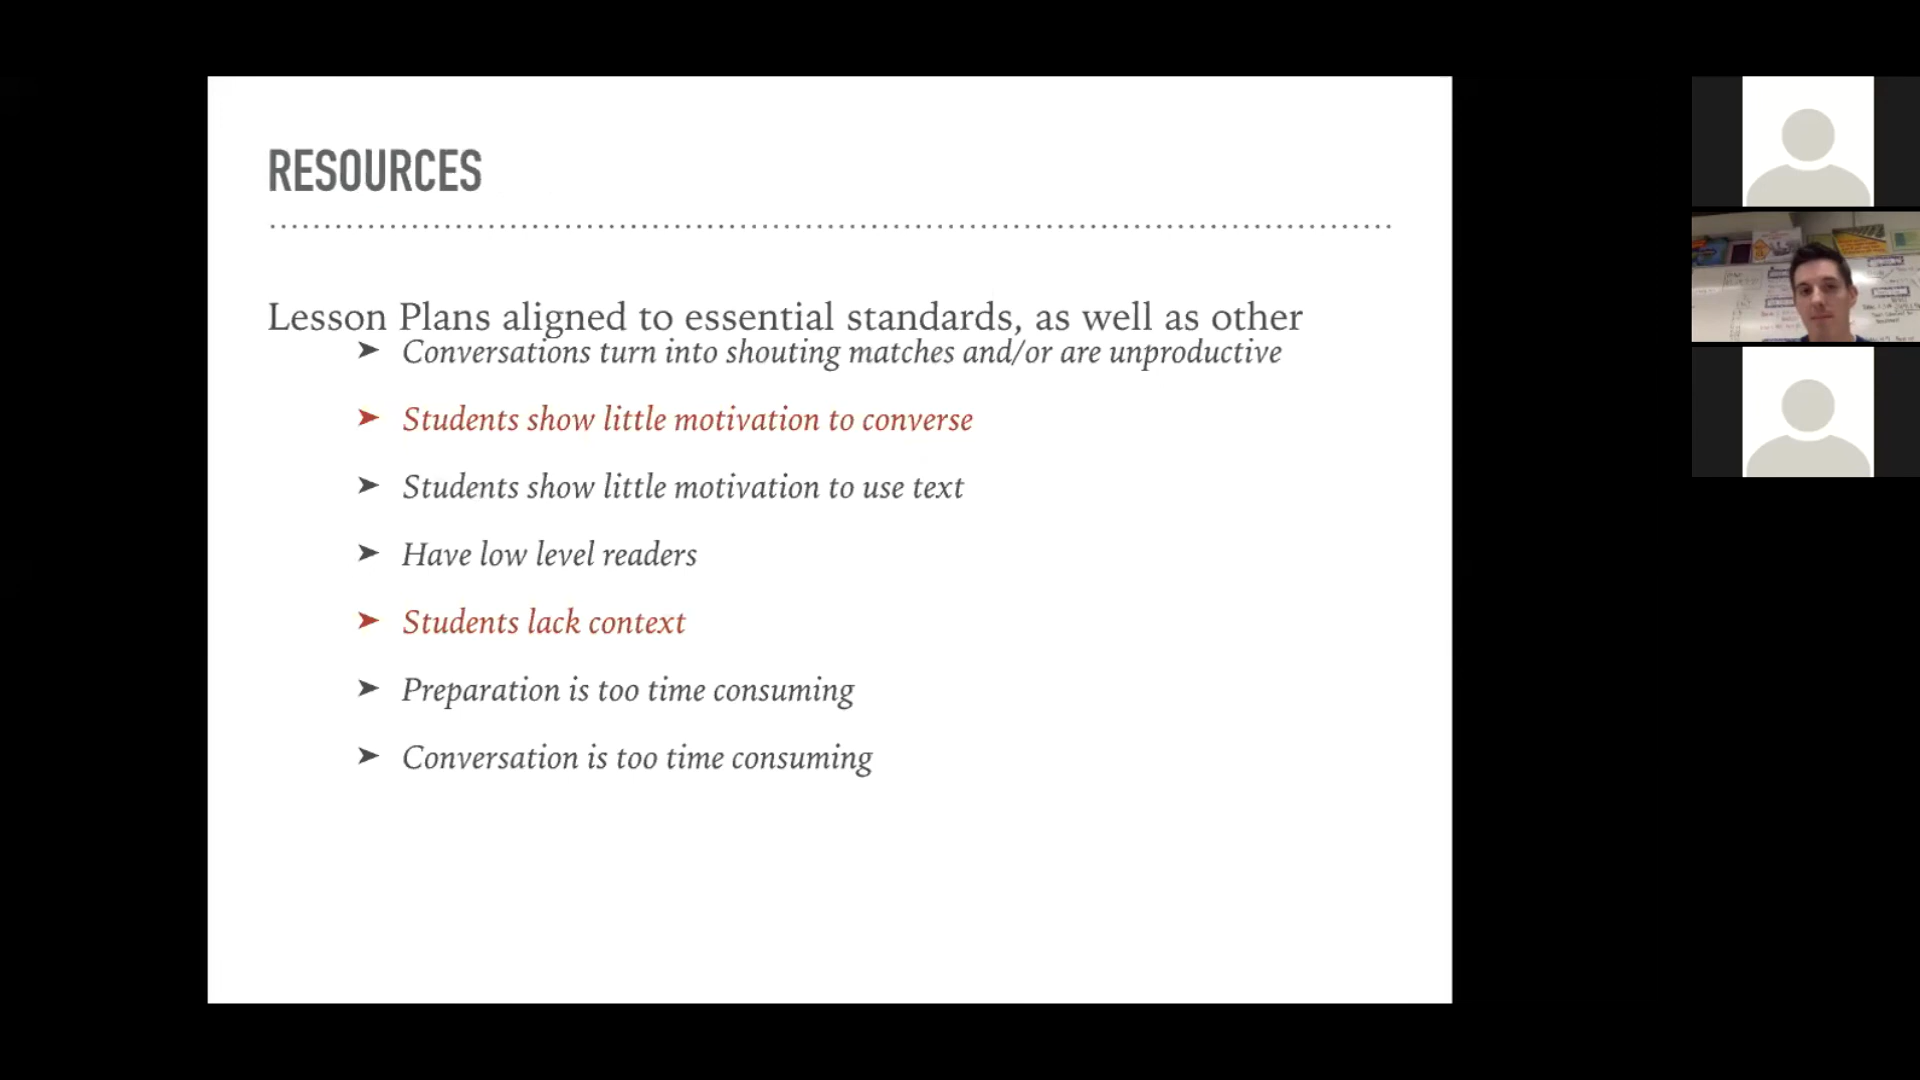 RESOURCES
Lesson Plans aligned to essential standards, as well as other
➤ Conversations turn into shouting matches and/or are unproductive
➤ Students show little motivation to converse
➤ Students show little motivation to use text
➤ Have low level readers
➤ Students lack context
➤ Preparation is too time consuming
➤ Conversation is too time consuming